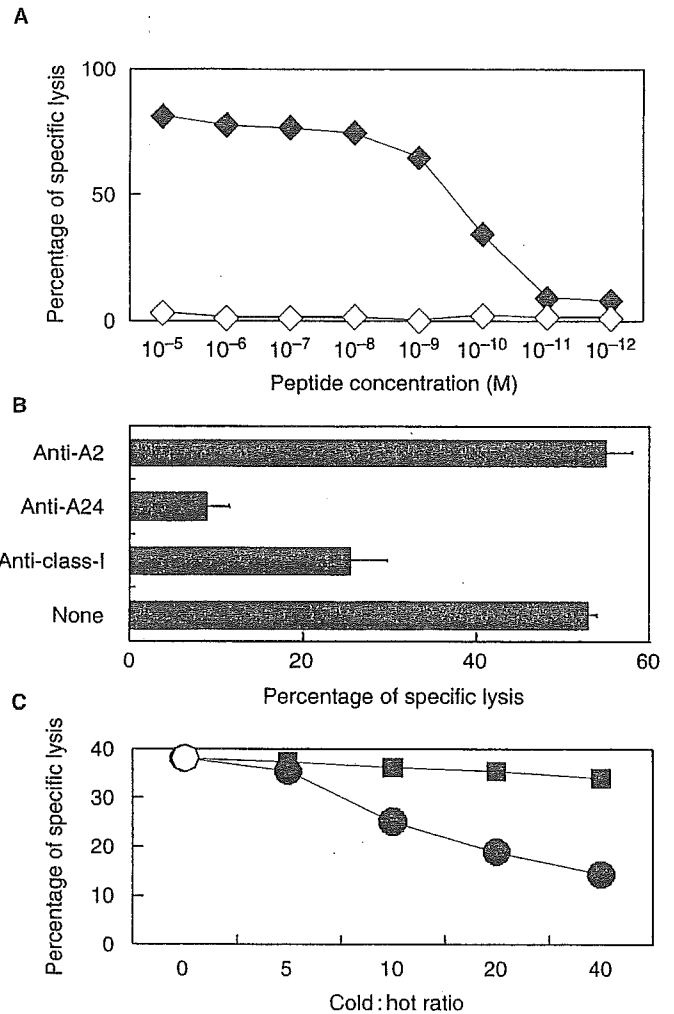 A
Percentage of specific lysis
100
50
0
10⁻⁵ 10⁻⁶ 10⁻⁷ 10⁻⁸ 10⁻⁹ 10⁻¹⁰ 10⁻¹¹ 10⁻¹²
Peptide concentration (M)
B
Anti-A2
Anti-A24
Anti-class-I
None
0 20 40 60
Percentage of specific lysis
C
Percentage of specific lysis
40
30
20
10
0
0 5 10 20 40
Cold:hot ratio